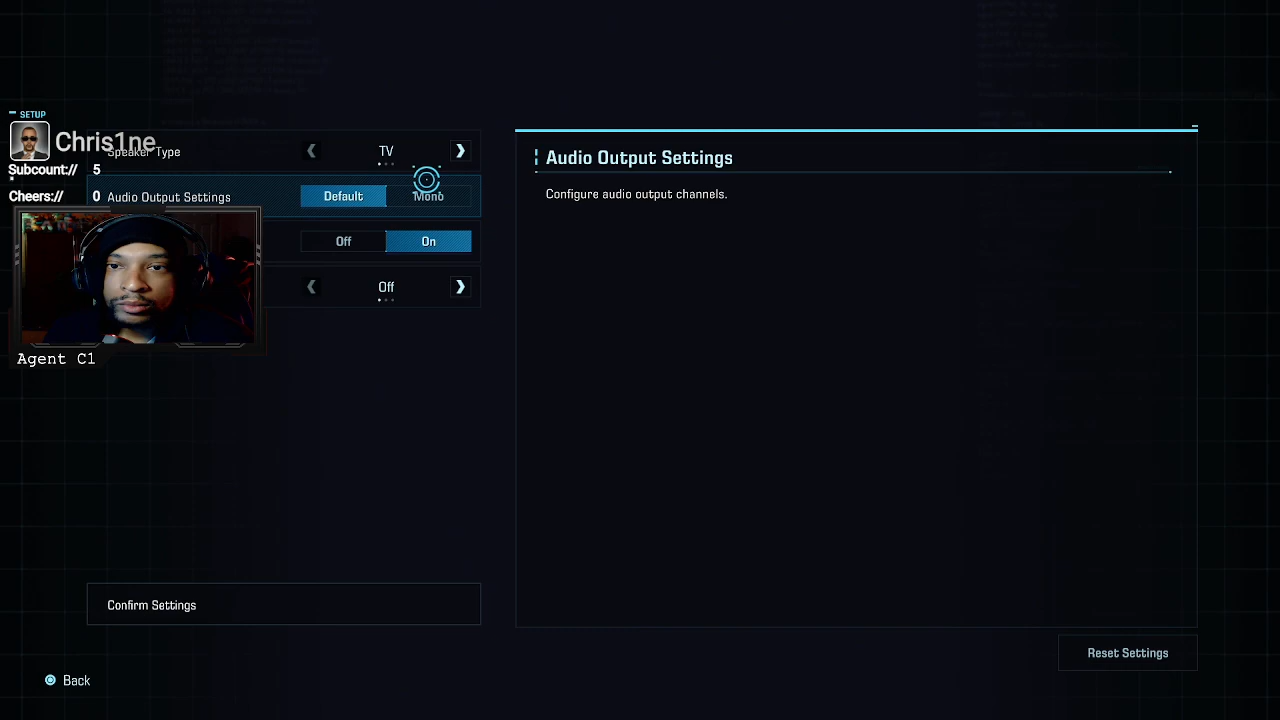 SETUP
Chris1ne
Speaker Type
TV
Subcount//
5
:
Cheers://
0
Audio Output Settings
Default
Mono
Off
On
Off
Agent C1
Audio Output Settings
Configure audio output channels.
Confirm Settings
Reset Settings
Back